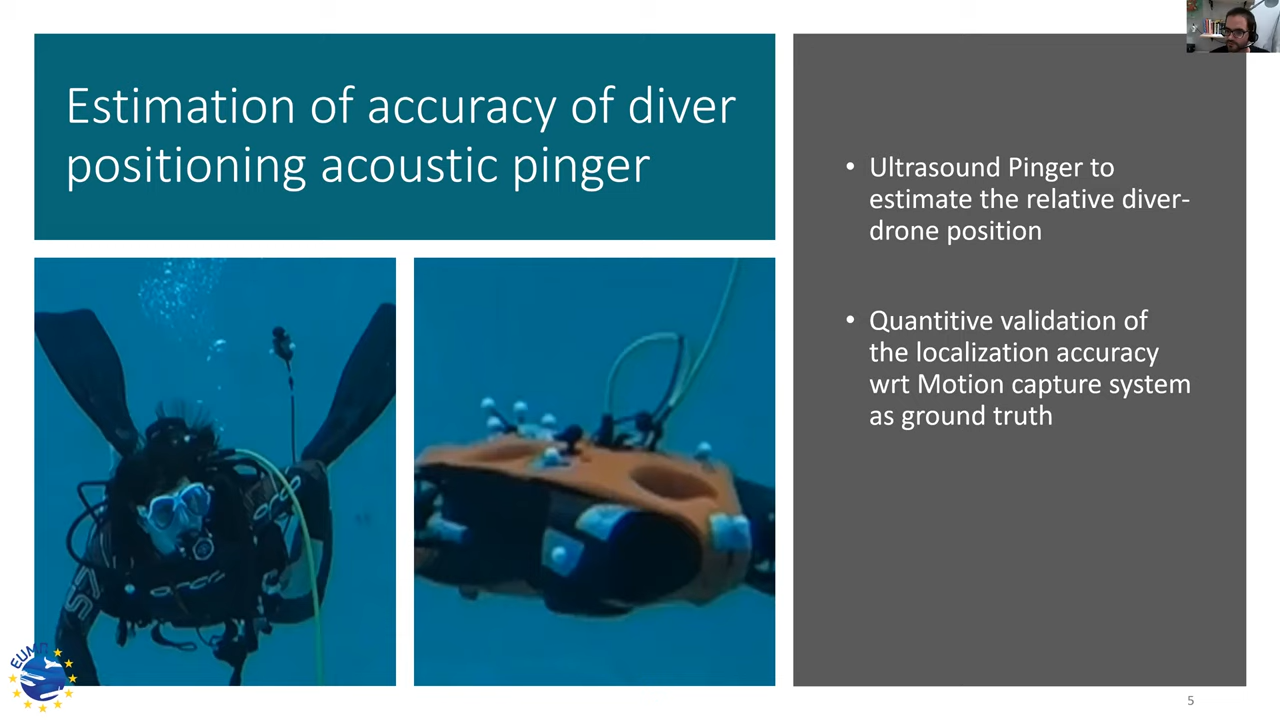 Estimation of accuracy of diver
positioning acoustic pinger
• Ultrasound Pinger to
estimate the relative diver-
drone position
• Quantitive validation of
the localization accuracy
wrt Motion capture system
as ground truth
5